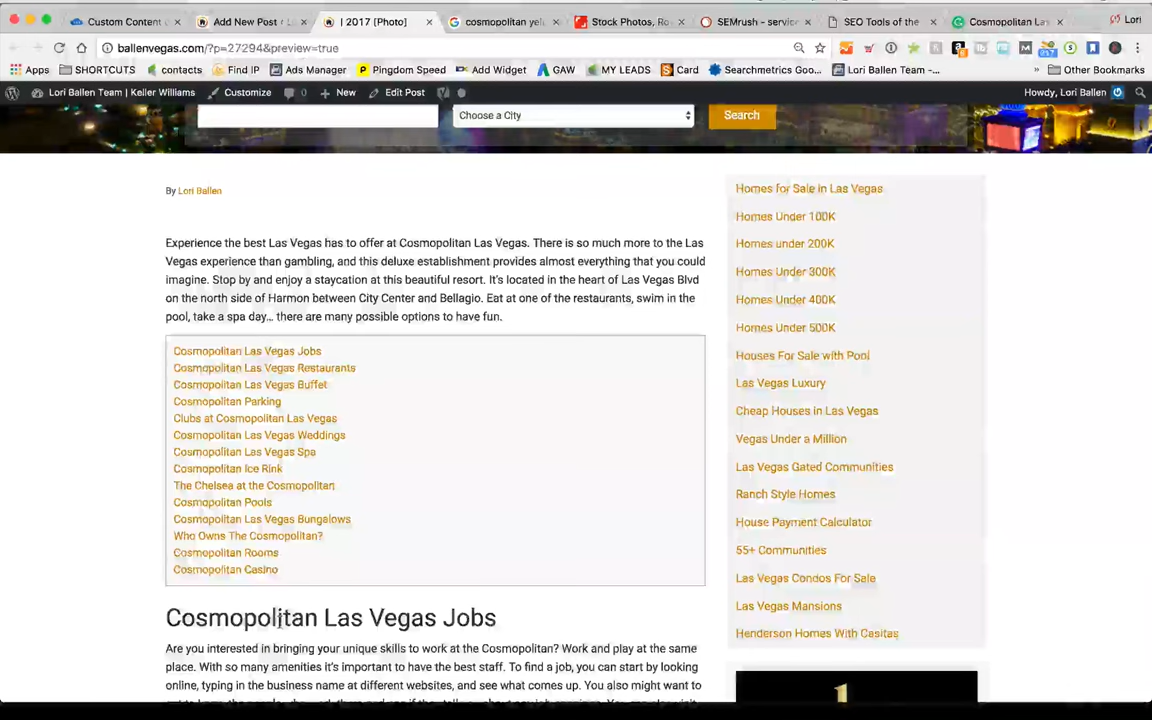 Custom Content
Add New Post
| 2017 [Photo]
cosmopolitan yel
Stock Photos, Ro
SEMrush - service
SEO Tools of the
Cosmopolitan Las
Lori
ballenvegas.com/?p=27294&preview=true
Apps
SHORTCUTS
contacts
Find IP
Ads Manager
Pingdom Speed
Add Widget
GAW
MY LEADS
Card
Searchmetrics Goo...
Lori Ballen Team -...
»
Other Bookmarks
Lori Ballen Team | Keller Williams
Customize
0
New
Edit Post
Howdy, Lori Ballen
Choose a City
Search
By Lori Ballen
Experience the best Las Vegas has to offer at Cosmopolitan Las Vegas. There is so much more to the Las
Vegas experience than gambling, and this deluxe establishment provides almost everything that you could
imagine. Stop by and enjoy a staycation at this beautiful resort. It's located in the heart of Las Vegas Blvd
on the north side of Harmon between City Center and Bellagio. Eat at one of the restaurants, swim in the
pool, take a spa day... there are many possible options to have fun.
Cosmopolitan Las Vegas Jobs
Cosmopolitan Las Vegas Restaurants
Cosmopolitan Las Vegas Buffet
Cosmopolitan Parking
Clubs at Cosmopolitan Las Vegas
Cosmopolitan Las Vegas Weddings
Cosmopolitan Las Vegas Spa
Cosmopolitan Ice Rink
The Chelsea at the Cosmopolitan
Cosmopolitan Pools
Cosmopolitan Las Vegas Bungalows
Who Owns The Cosmopolitan?
Cosmopolitan Rooms
Cosmopolitan Casino
Cosmopolitan Las Vegas Jobs
Are you interested in bringing your unique skills to work at the Cosmopolitan? Work and play at the same
place. With so many amenities it's important to have the best staff. To find a job, you can start by looking
online, typing in the business name at different websites, and see what comes up. You also might want to
Homes for Sale in Las Vegas
Homes Under 100K
Homes under 200K
Homes Under 300K
Homes Under 400K
Homes Under 500K
Houses For Sale with Pool
Las Vegas Luxury
Cheap Houses in Las Vegas
Vegas Under a Million
Las Vegas Gated Communities
Ranch Style Homes
House Payment Calculator
55+ Communities
Las Vegas Condos For Sale
Las Vegas Mansions
Henderson Homes With Casitas
1